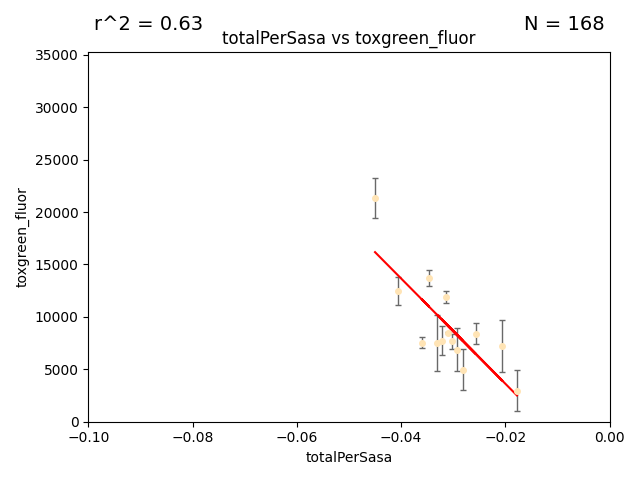 r^2 = 0.63
N = 168
totalPerSasa vs toxgreen_fluor
35000
30000
25000
20000
15000
10000
5000
0
toxgreen_fluor
−0.10
−0.08
−0.06
−0.04
−0.02
0.00
totalPerSasa